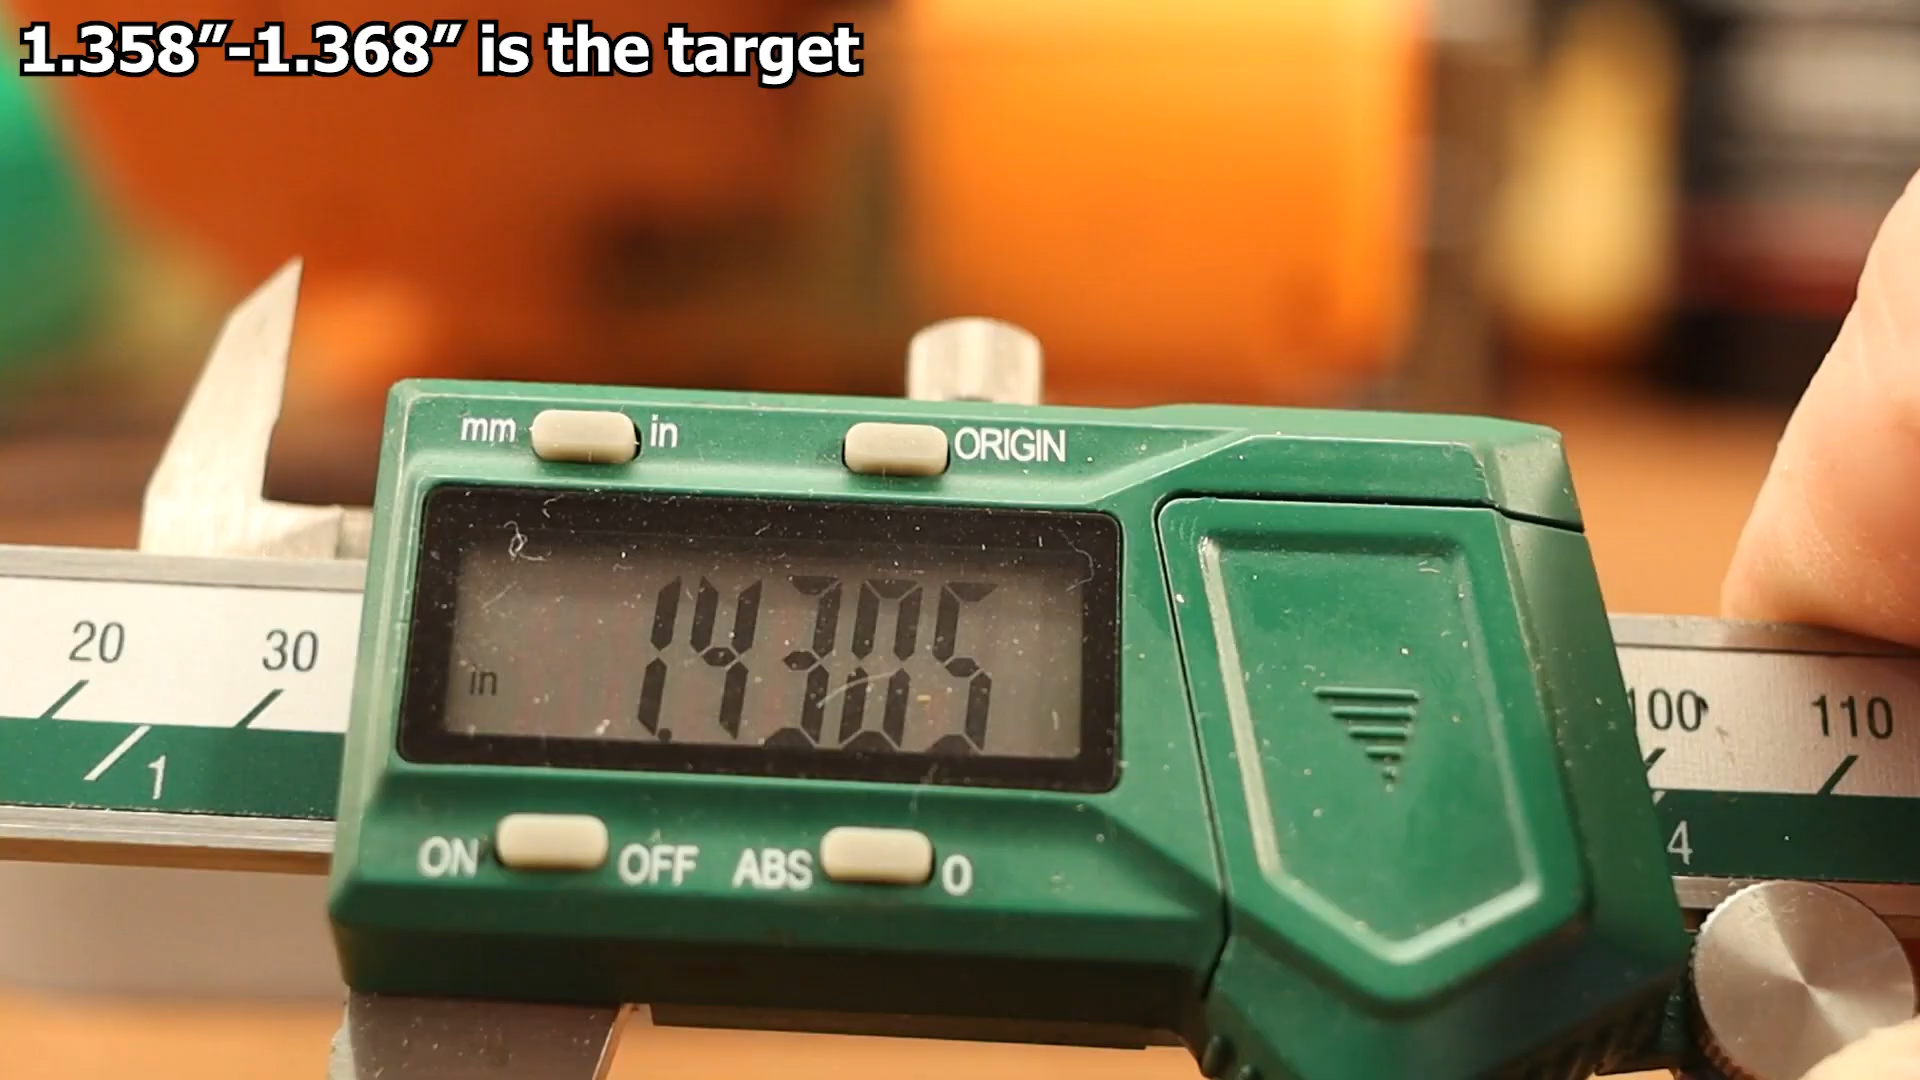 1.358”-1.368” is the target
mm in ORIGIN
in 1.4305
20 30 100 110
1 4
ON OFF ABS 0